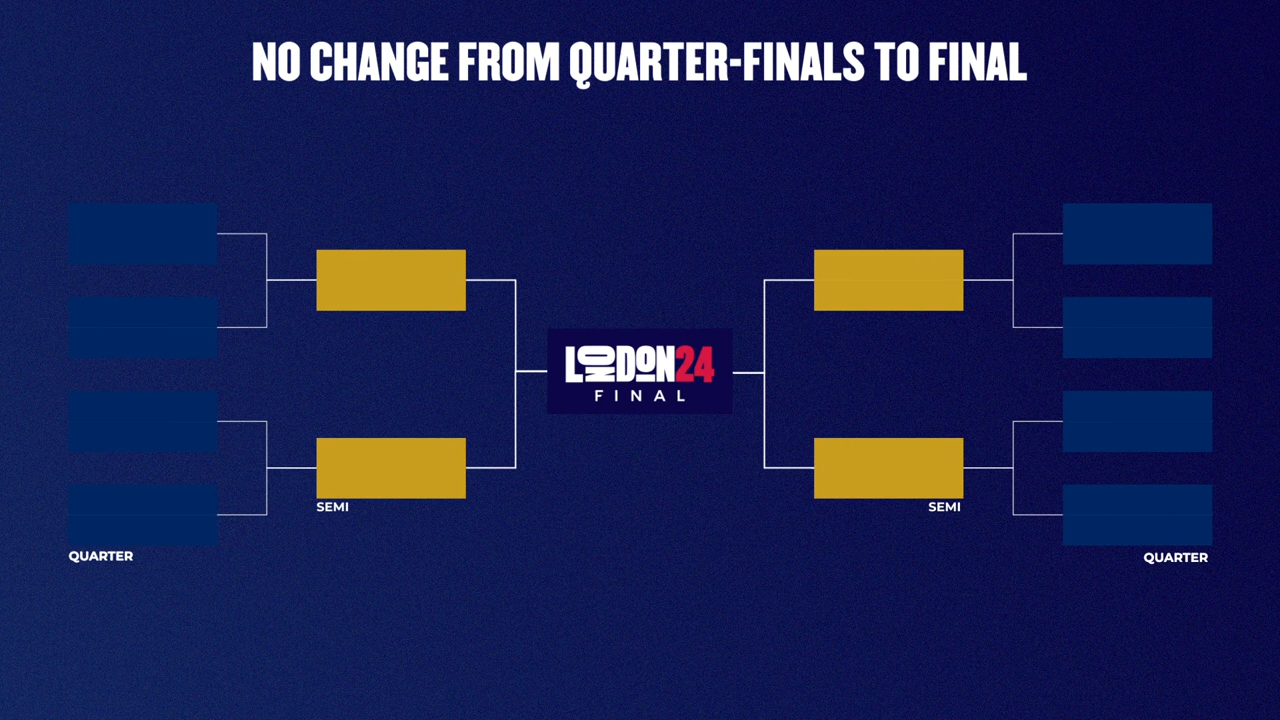 NO CHANGE FROM QUARTER-FINALS TO FINAL
LONDON24
FINAL
SEMI
SEMI
QUARTER
QUARTER